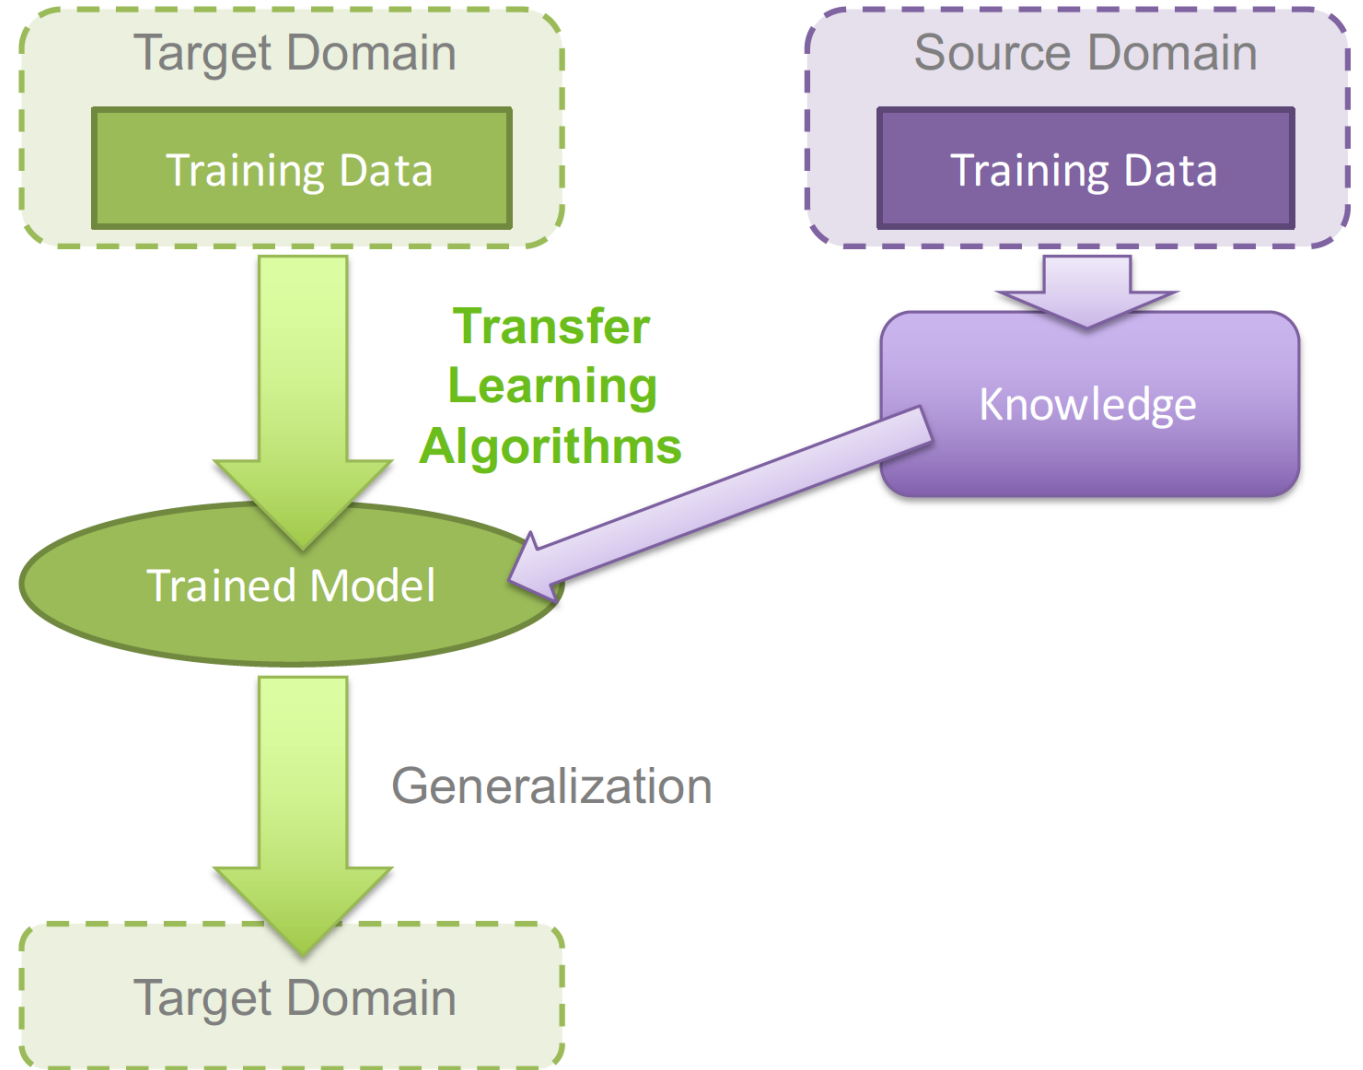 Target Domain
Training Data
Source Domain
Training Data
Transfer
Learning
Algorithms
Knowledge
Trained Model
Generalization
Target Domain